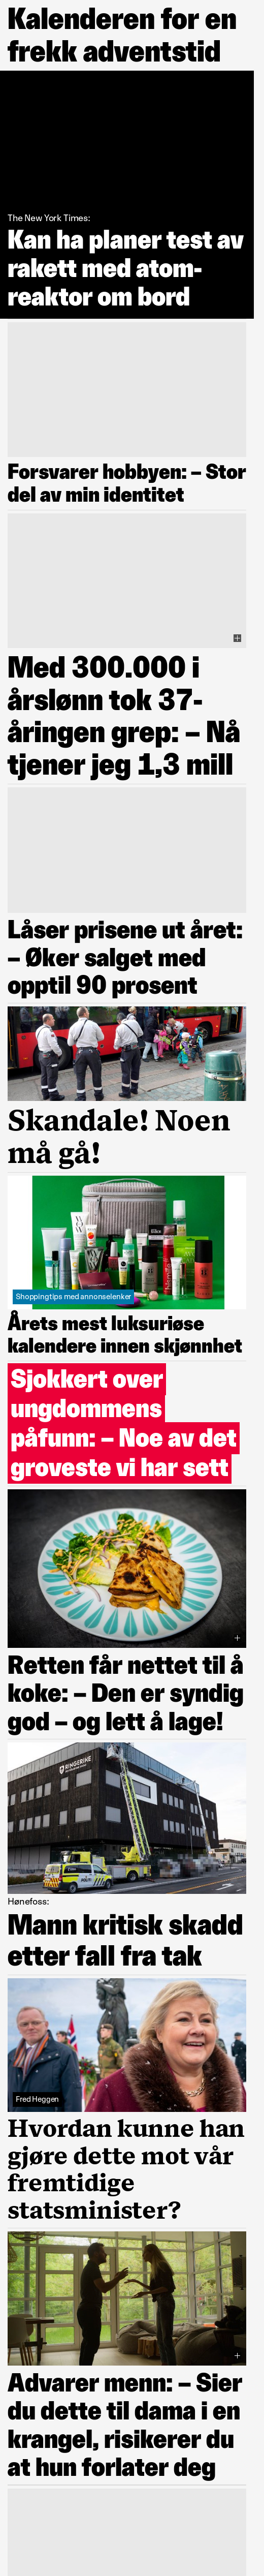 Kalenderen for en
frekk adventstid
The New York Times:
Kan ha planer test av
rakett med atom-
reaktor om bord
Forsvarer hobbyen: – Stor
del av min identitet
Med 300.000 i
årslønn tok 37-
åringen grep: – Nå
tjener jeg 1,3 mill
Låser prisene ut året:
– Øker salget med
opptil 90 prosent
Skandale! Noen
må gå!
Shoppingtips med annonselenker
Årets mest luksuriøse
kalendere innen skjønnhet
Sjokkert over
ungdommens
påfunn: – Noe av det
groveste vi har sett
Retten får nettet til å
koke: – Den er syndig
god – og lett å lage!
RINGERIKE
Hønefoss:
Mann kritisk skadd
etter fall fra tak
Fred Heggen
Hvordan kunne han
gjøre dette mot vår
fremtidige
statsminister?
Advarer menn: – Sier
du dette til dama i en
krangel, risikerer du
at hun forlater deg